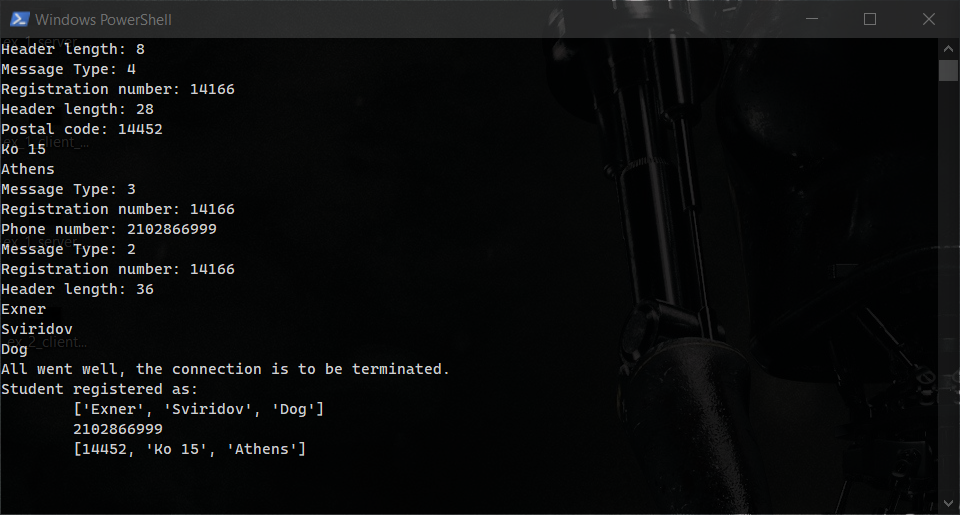 Windows PowerShell
Header length: 8
Message Type: 4
Registration number: 14166
Header length: 28
Postal code: 14452
Ko 15
Athens
Message Type: 3
Registration number: 14166
Phone number: 2102866999
Message Type: 2
Registration number: 14166
Header length: 36
Exner
Sviridov
Dog
All went well, the connection is to be terminated.
Student registered as:
['Exner', 'Sviridov', 'Dog']
2102866999
[14452, 'Ko 15', 'Athens']